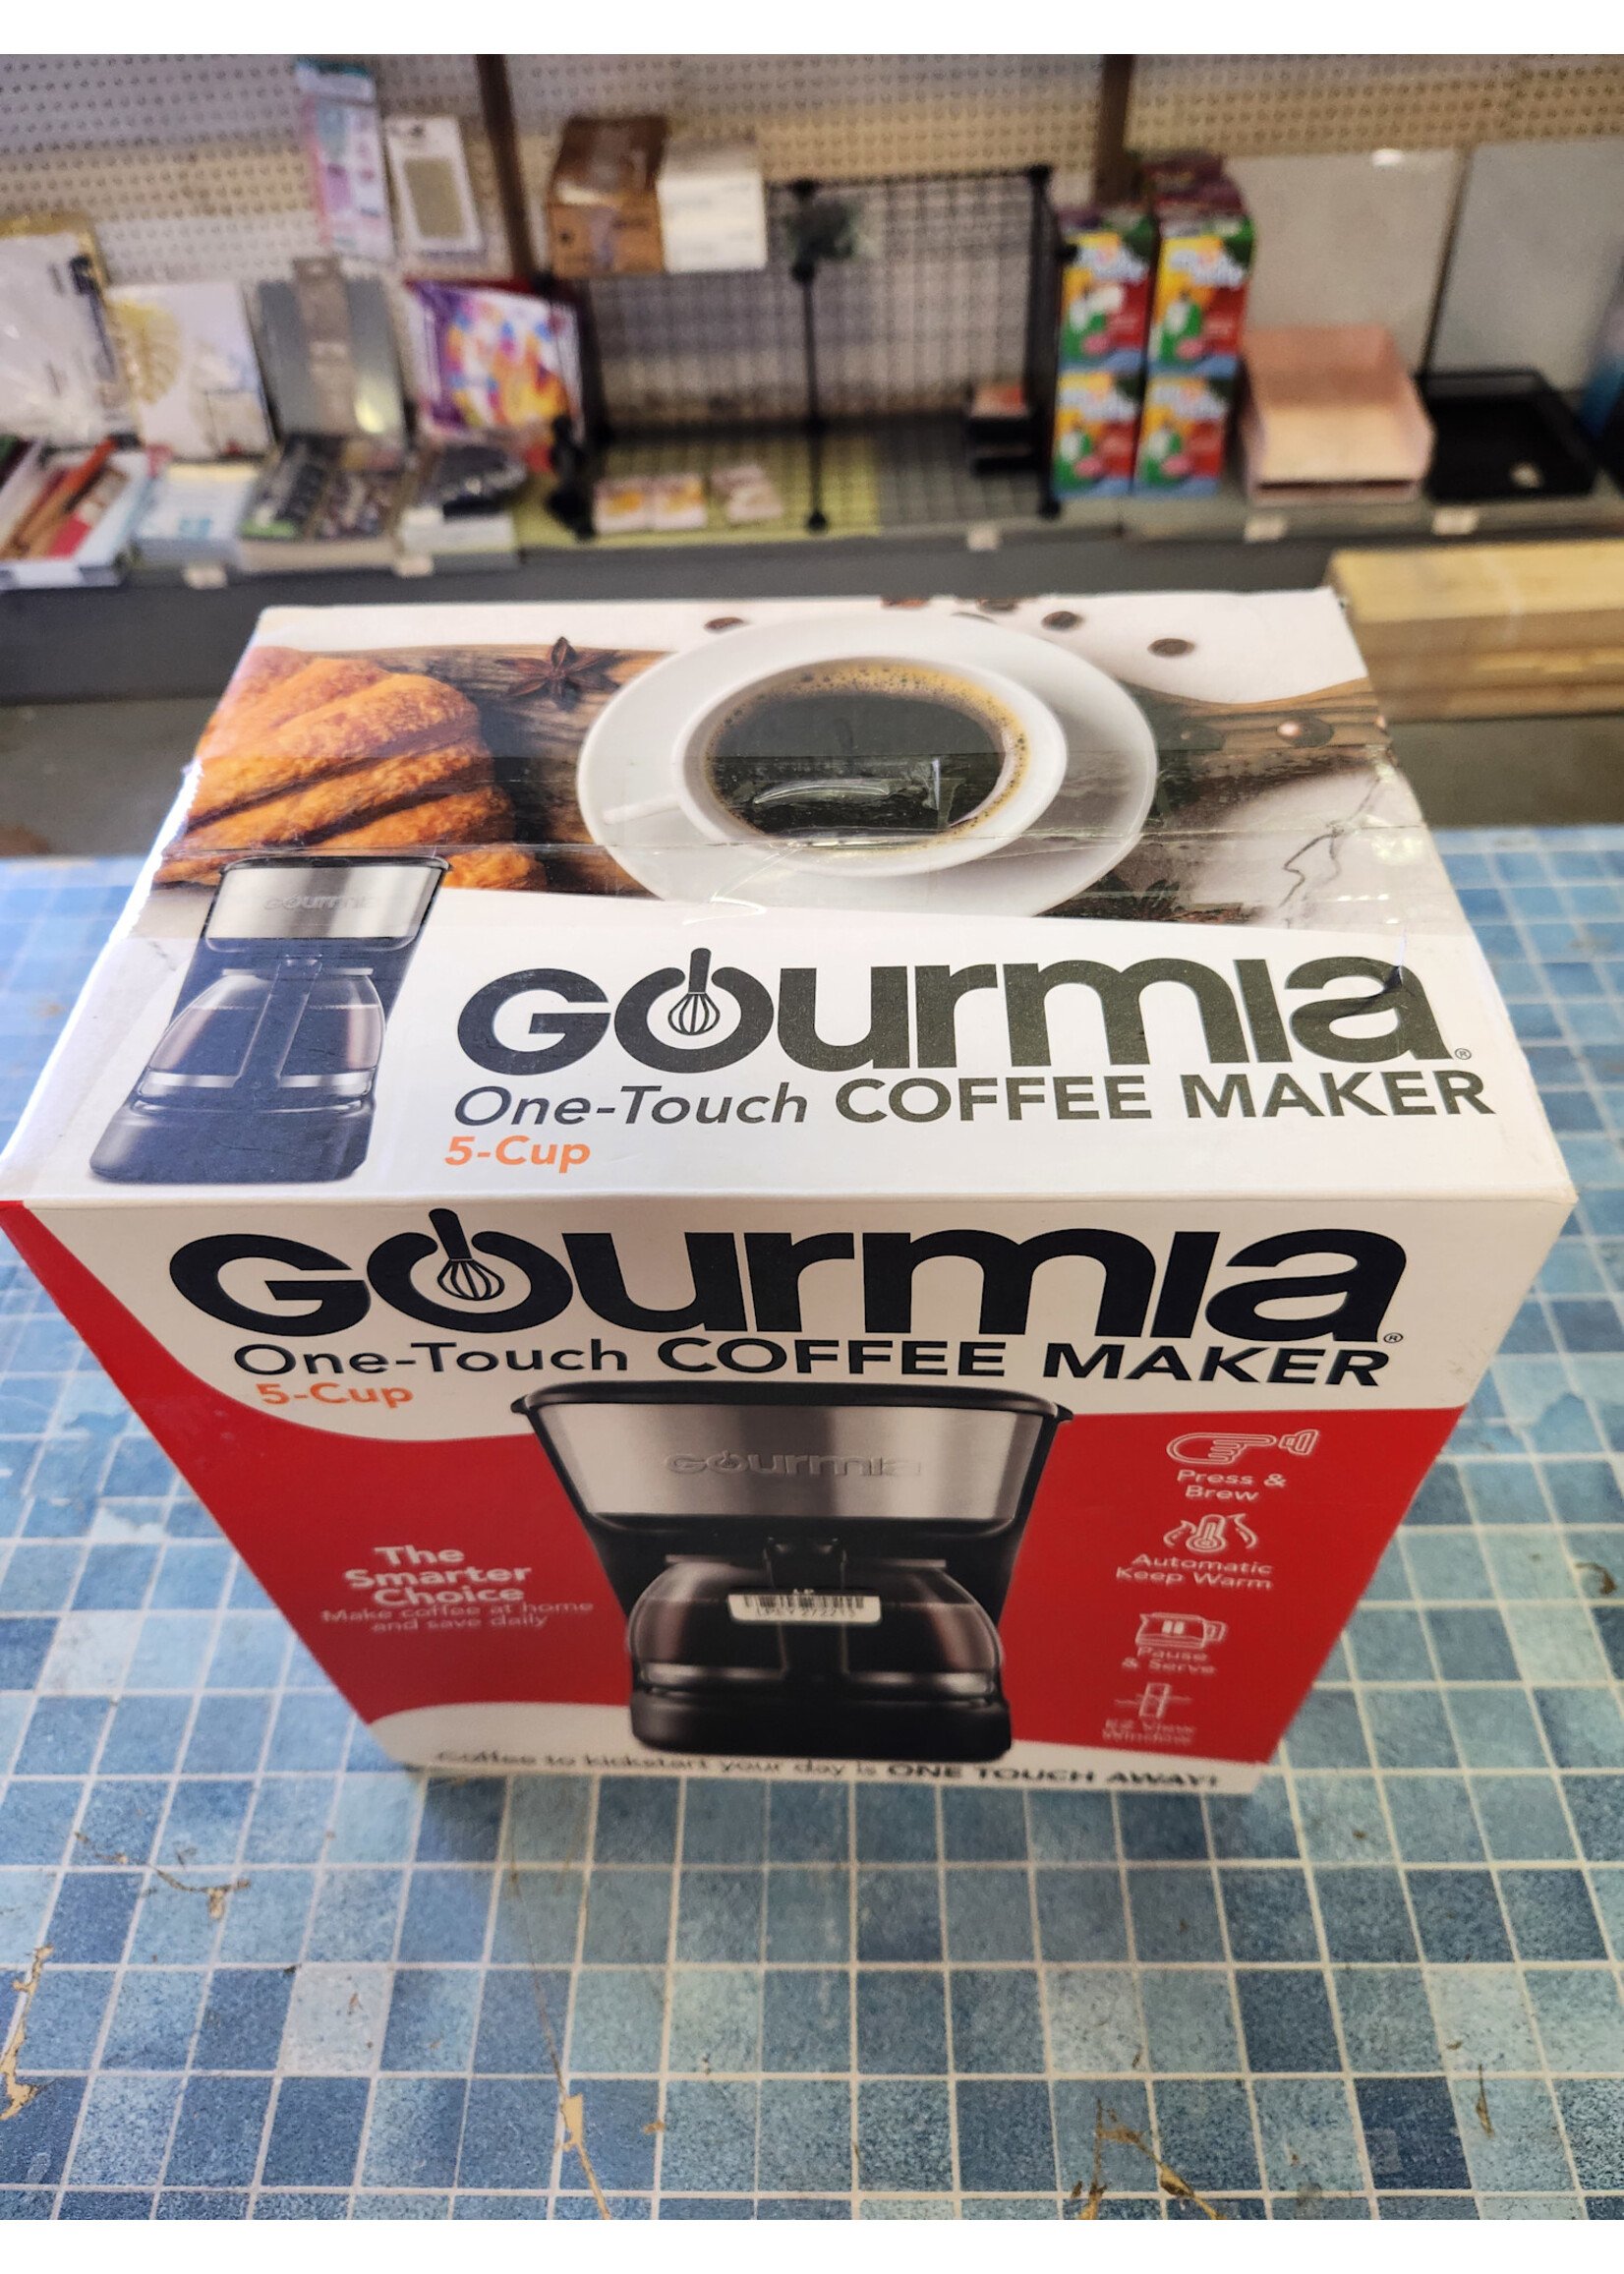 Gourmia
Gourmia®
One-Touch COFFEE MAKER
5-Cup
Gourmia®
One-Touch COFFEE MAKER
5-Cup
Gourmia
Press &
Brew
The
Smarter
Choice
Make coffee at home
and save daily
Automatic
Keep Warm
LP
Pause
& Serve
EZ View
Window
Coffee to kickstart your day is ONE TOUCH AWAY!